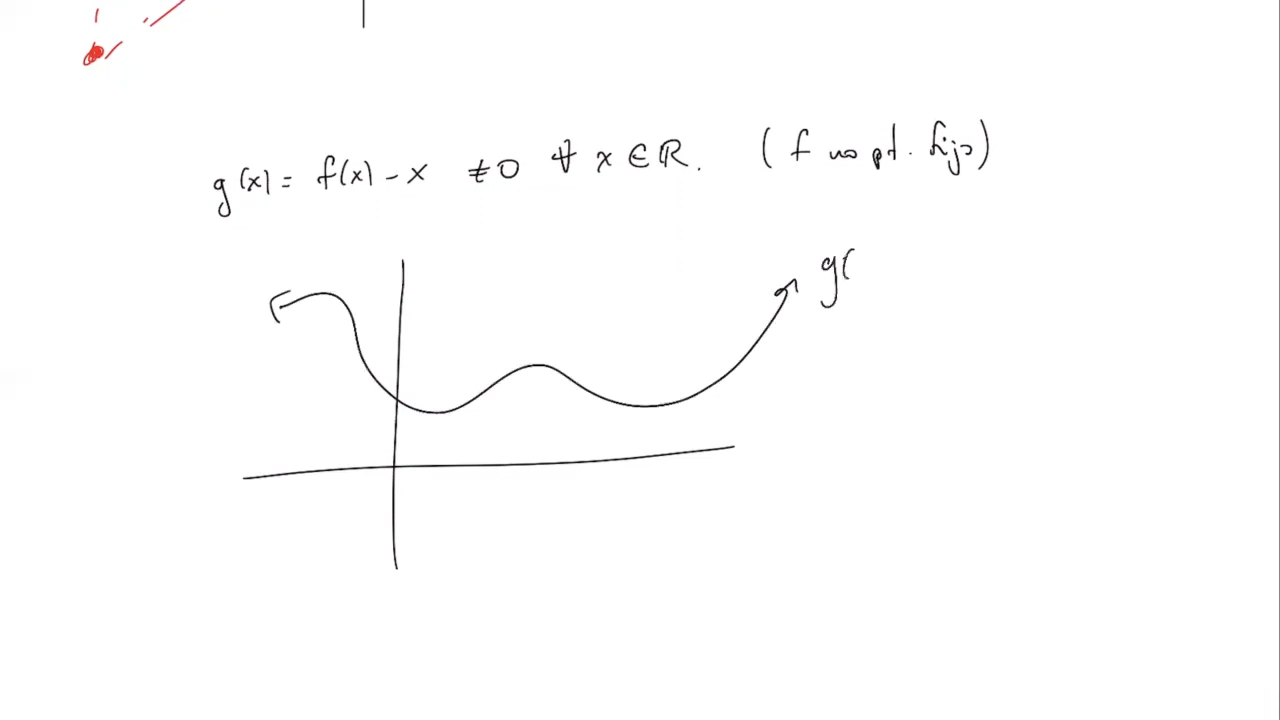 g(x) = f(x) - x ≠ 0 ∀ x ∈ ℝ. (f no pt. fijo)
g(